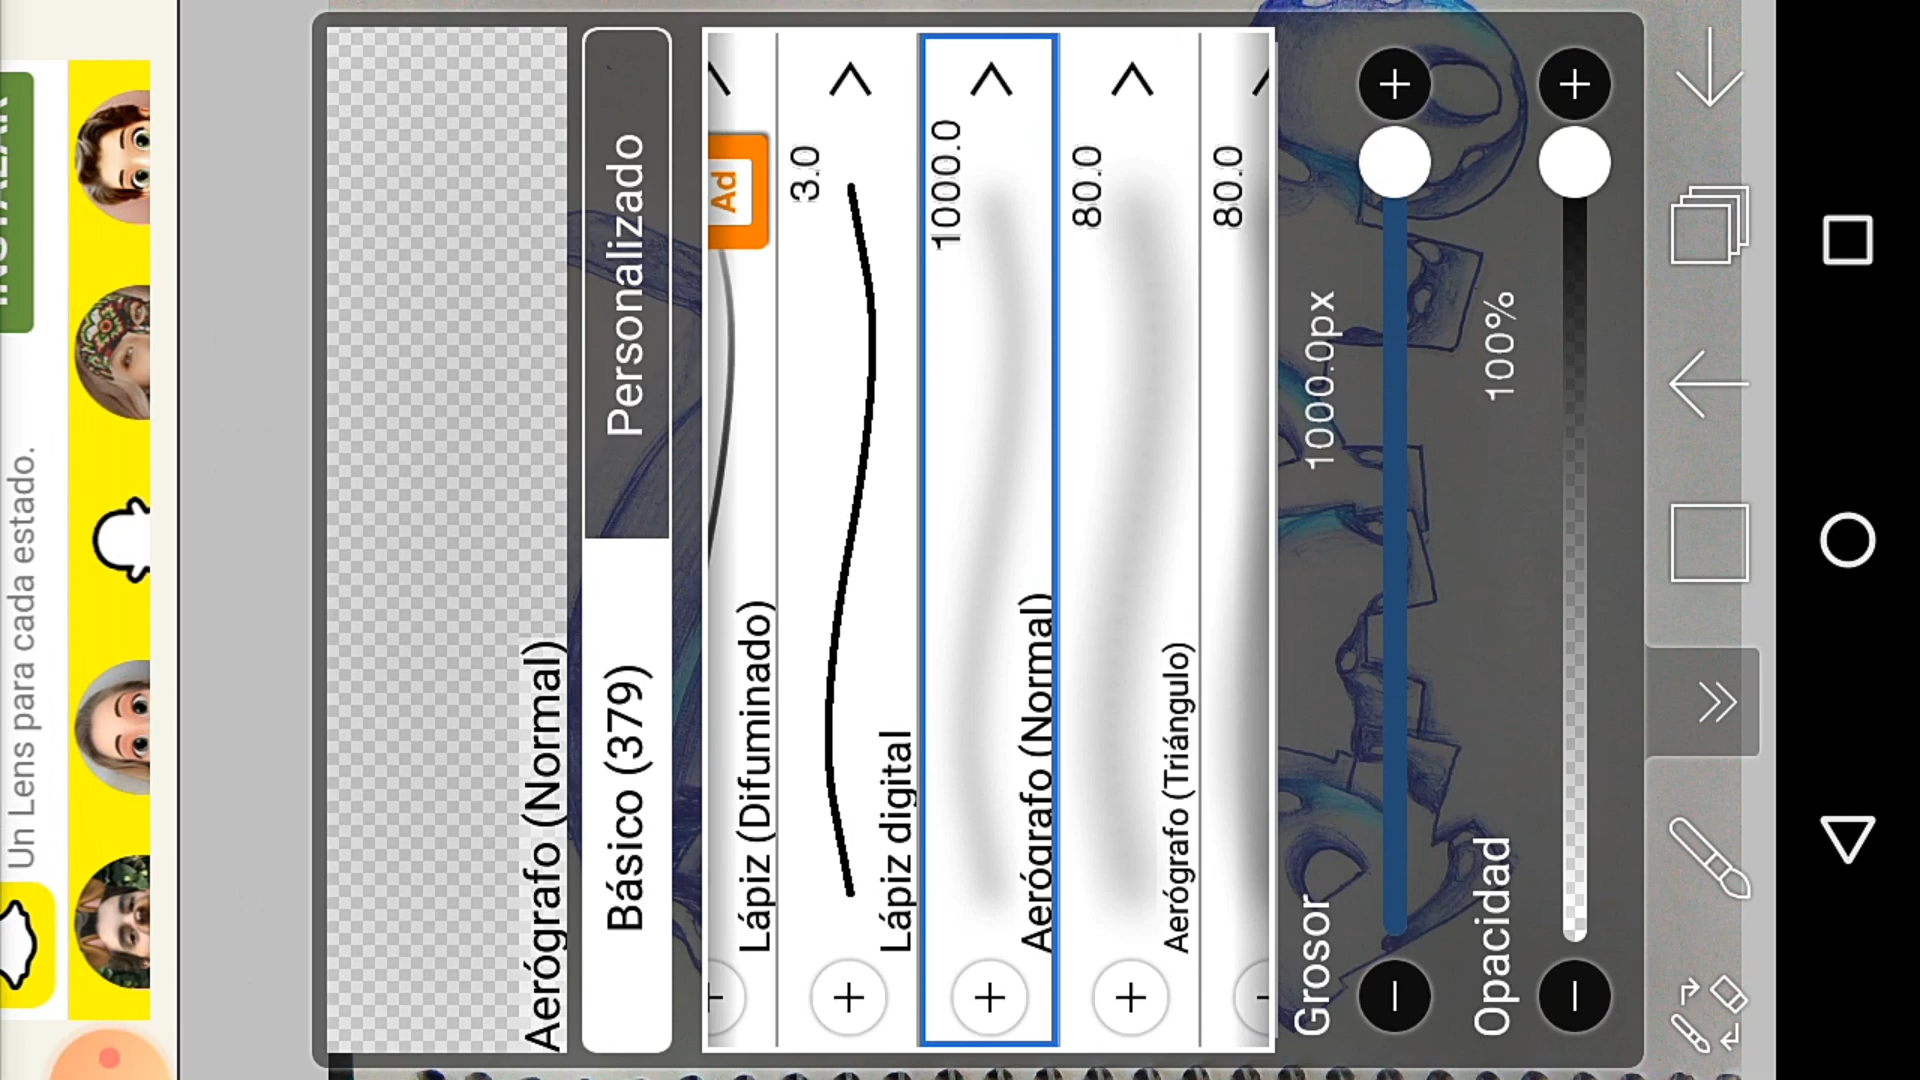 Un Lens para cada estado.
Aerógrafo (Normal)
Básico (379)
Personalizado
Ad
Lápiz (Difuminado)
3.0
Lápiz digital
1000.0
Aerógrafo (Normal)
80.0
Aerógrafo (Triángulo)
80.0
Grosor
1000.0px
Opacidad
100%